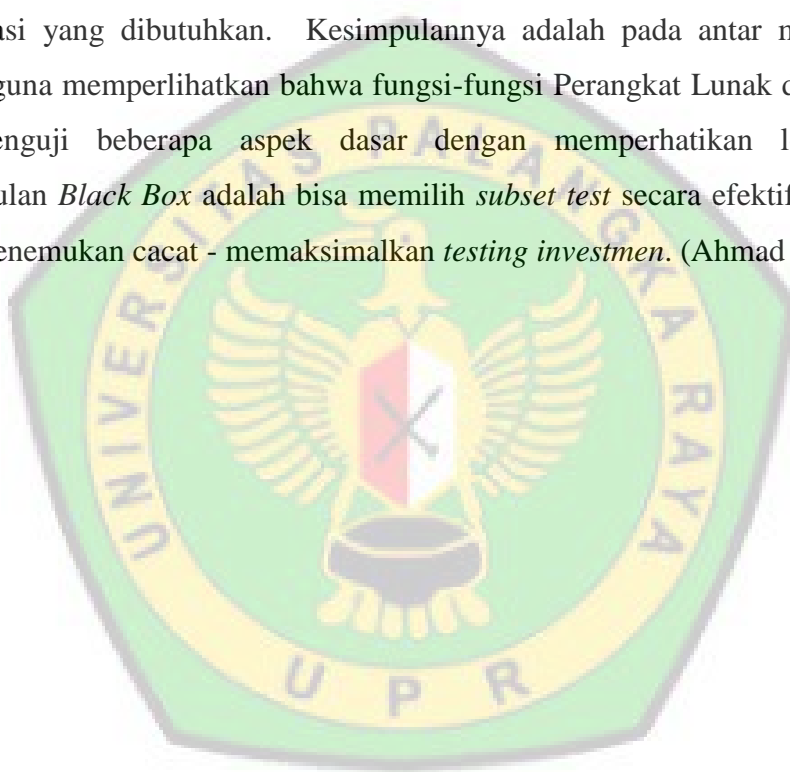 asi yang dibutuhkan. Kesimpulannya adalah pada antar m
guna memperlihatkan bahwa fungsi-fungsi Perangkat Lunak d
enguji beberapa aspek dasar dengan memperhatikan l
ulan Black Box adalah bisa memilih subset test secara efektif
enemukan cacat - memaksimalkan testing investmen. (Ahmad
UNIVERSITAS PALANGKA RAYA
UPR